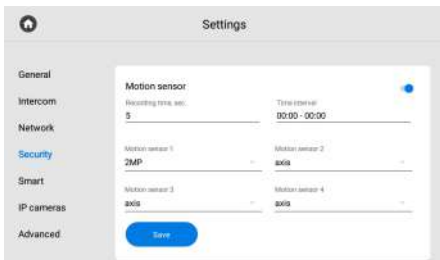 Settings
General
Intercom
Network
Security
Smart
IP cameras
Advanced
Motion sensor
Recording time, sec.
5
Time interval
00:00 - 00:00
Motion sensor 1
2MP
Motion sensor 2
axis
Motion sensor 3
axis
Motion sensor 4
axis
Save